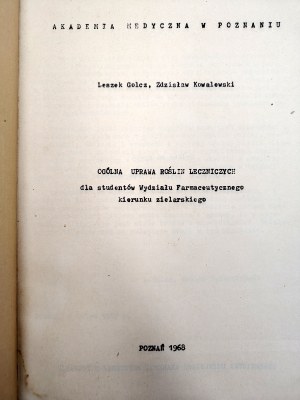 AKADEMIA MEDYCZNA W POZNANIU
Leszek Golcz, Zdzisław Kowalewski
OGÓLNA UPRAWA ROŚLIN LECZNICZYCH
dla studentów Wydziału Farmaceutycznego
kierunku zielarskiego
POZNAŃ 1968